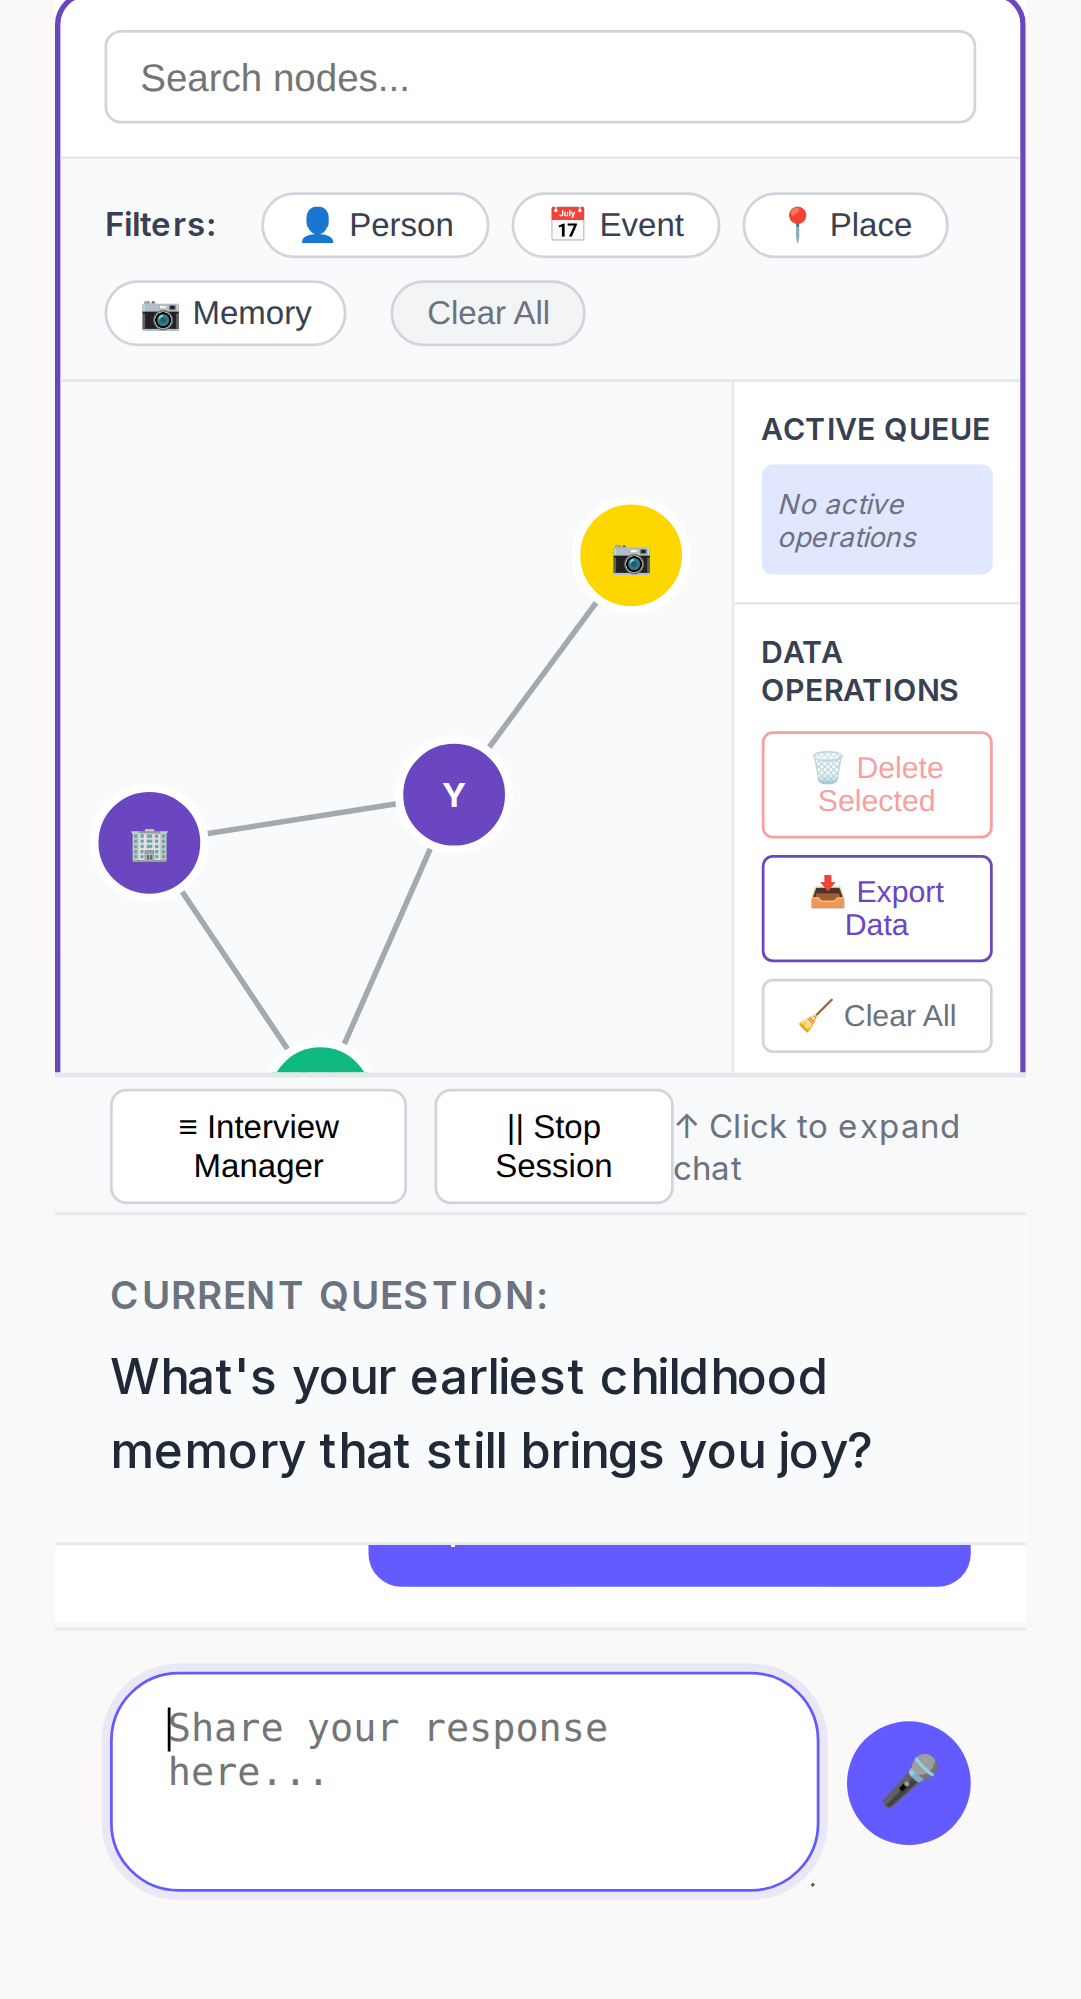 Search nodes...
Filters:
Person
Event
Place
Memory
Clear All
ACTIVE QUEUE
No active
operations
DATA
OPERATIONS
Delete
Selected
Export
Data
Clear All
Y
≡ Interview
Manager
|| Stop
Session
↑ Click to expand
chat
CURRENT QUESTION:
What's your earliest childhood
memory that still brings you joy?
Share your response
here...